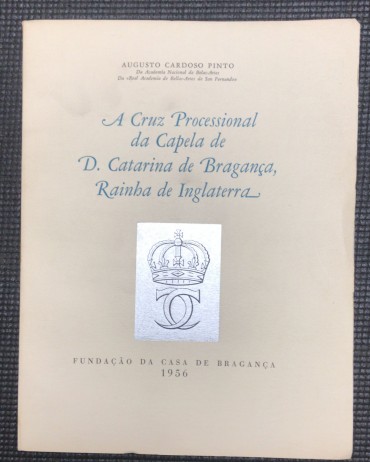 AUGUSTO CARDOSO PINTO
Da Academia Nacional de Belas-Artes
Da Real Academia de Bellas-Artes de San Fernandes
A Cruz Processional
da Capela de
D. Catarina de Bragança,
Rainha de Inglaterra
FUNDAÇÃO DA CASA DE BRAGANÇA
1956